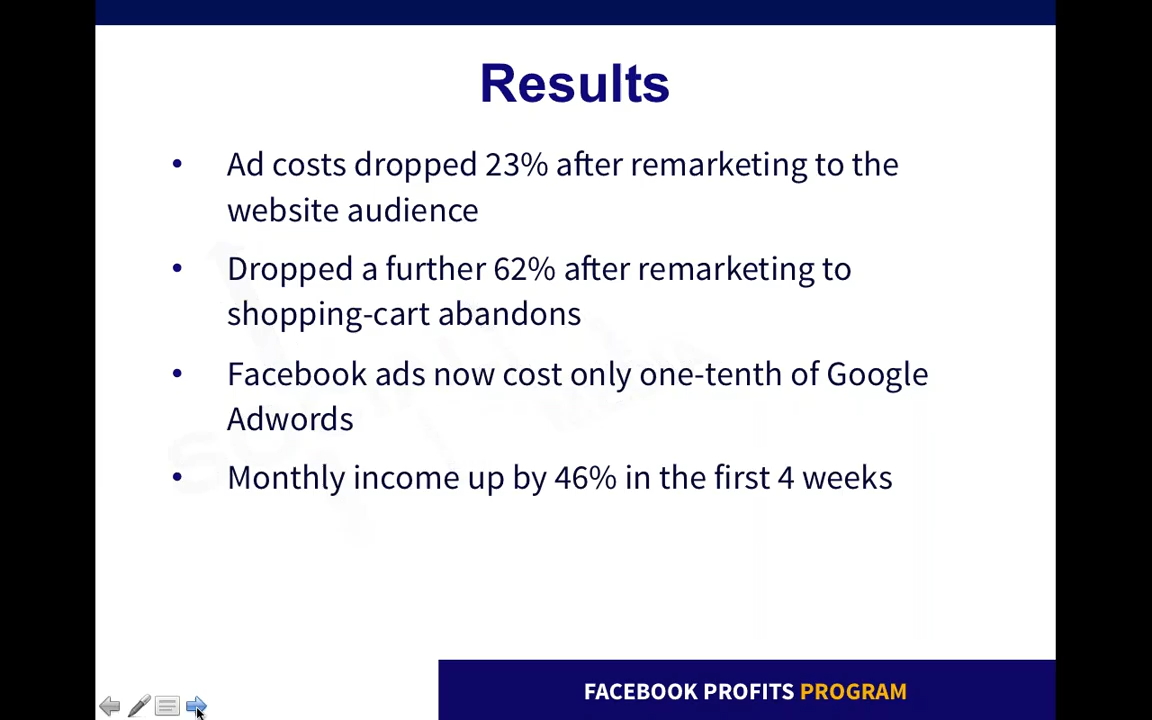 Results
• Ad costs dropped 23% after remarketing to the
website audience
• Dropped a further 62% after remarketing to
shopping-cart abandons
• Facebook ads now cost only one-tenth of Google
Adwords
• Monthly income up by 46% in the first 4 weeks
FACEBOOK PROFITS PROGRAM